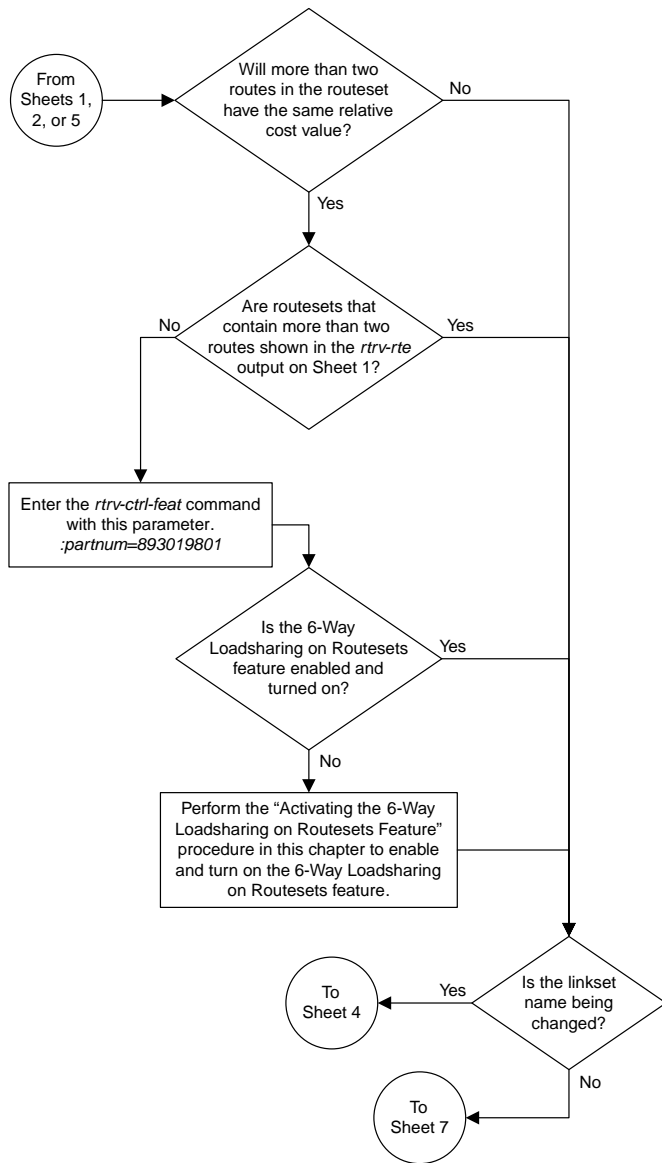 From
Sheets 1,
2, or 5
Will more than two
routes in the routeset
have the same relative
cost value?
No
Yes
Are routesets that
contain more than two
routes shown in the rtrv-rte
output on Sheet 1?
No
Yes
Enter the rtrv-ctrl-feat command
with this parameter.
:partnum=893019801
Is the 6-Way
Loadsharing on Routesets
feature enabled and
turned on?
Yes
No
Perform the “Activating the 6-Way
Loadsharing on Routesets Feature”
procedure in this chapter to enable
and turn on the 6-Way Loadsharing
on Routesets feature.
Is the linkset
name being
changed?
Yes
To
Sheet 4
No
To
Sheet 7